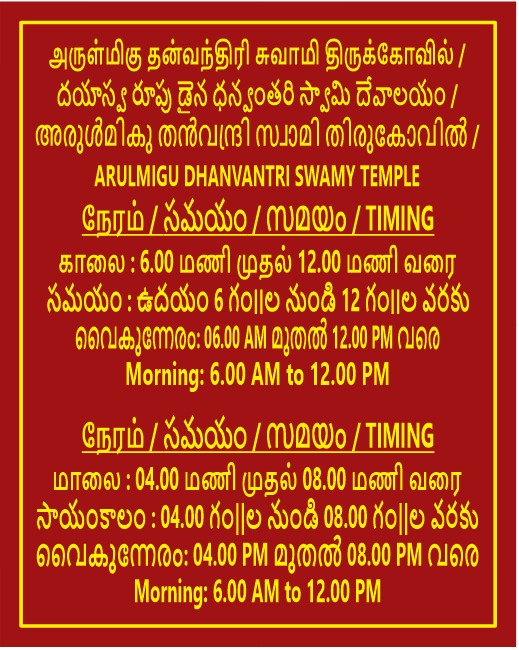 அருள்மிகு தன்வந்திரி சுவாமி திருக்கோவில் /
దయాస్వ రూపు డైన ధన్వంతరి స్వామి దేవాలయం /
അരുൾമികു തൻവന്ദ്രി സ്വാമി തിരുകോവിൽ /
ARULMIGU DHANVANTRI SWAMY TEMPLE
நேரம் / సమయం / സമയം / TIMING
காலை : 6.00 மணி முதல் 12.00 மணி வரை
సమయం : ఉదయం 6 గం||ల నుండి 12 గం||ల వరకు
വൈകുന്നേരം: 06.00 AM മുതൽ 12.00 PM വരെ
Morning: 6.00 AM to 12.00 PM
நேரம் / సమయం / സമയം / TIMING
மாலை : 04.00 மணி முதல் 08.00 மணி வரை
సాయంకాలం : 04.00 గం||ల నుండి 08.00 గం||ల వరకు
വൈകുന്നേരം: 04.00 PM മുതൽ 08.00 PM വരെ
Morning: 6.00 AM to 12.00 PM